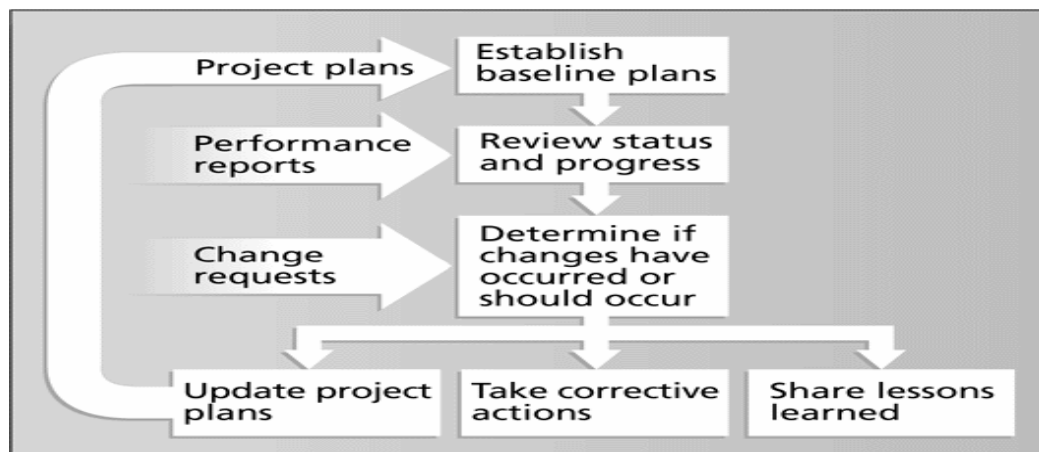 Project plans
Establish
baseline plans
Performance
reports
Review status
and progress
Change
requests
Determine if
changes have
occurred or
should occur
Update project
plans
Take corrective
actions
Share lessons
learned